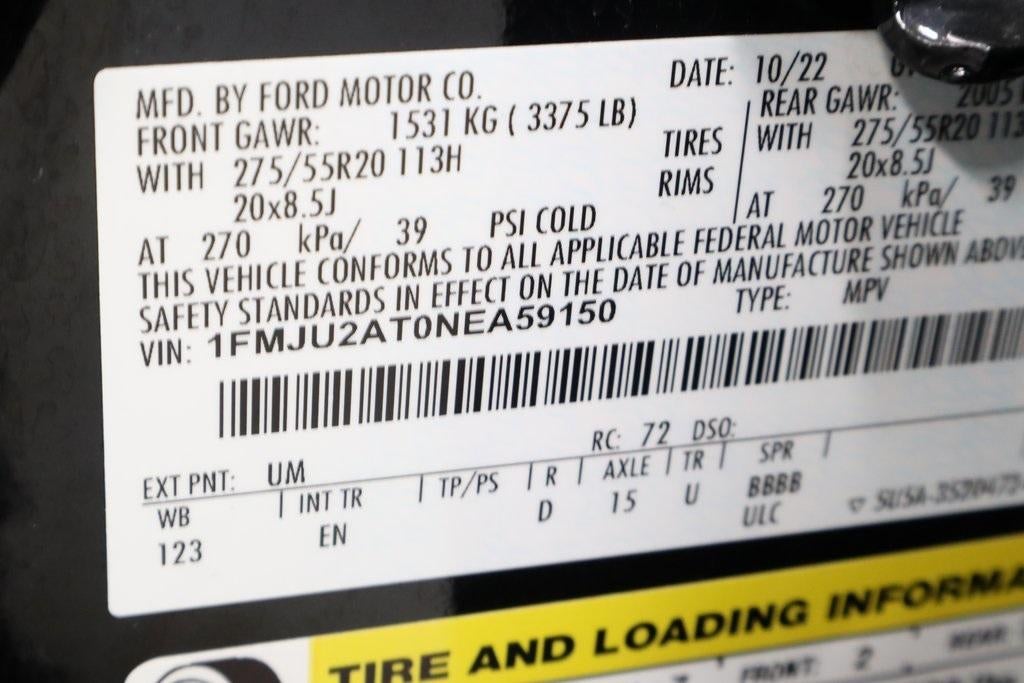 MFD. BY FORD MOTOR CO.
DATE: 10/22
FRONT GAWR: 1531 KG ( 3375 LB)
REAR GAWR: 2005
WITH 275/55R20 113H
TIRES WITH 275/55R20 113
20x8.5J
RIMS 20x8.5J
AT 270 kPa/ 39 PSI COLD
AT 270 kPa/ 39
THIS VEHICLE CONFORMS TO ALL APPLICABLE FEDERAL MOTOR VEHICLE
SAFETY STANDARDS IN EFFECT ON THE DATE OF MANUFACTURE SHOWN ABOVE
VIN: 1FMJU2AT0NEA59150
TYPE: MPV
RC: 72 DSO:
EXT PNT: UM
WB | INT TR | TP/PS | R | AXLE | TR | SPR |
123 EN D 15 U BBBB
ULC
TIRE AND LOADING INFORMA
FRONT: 2